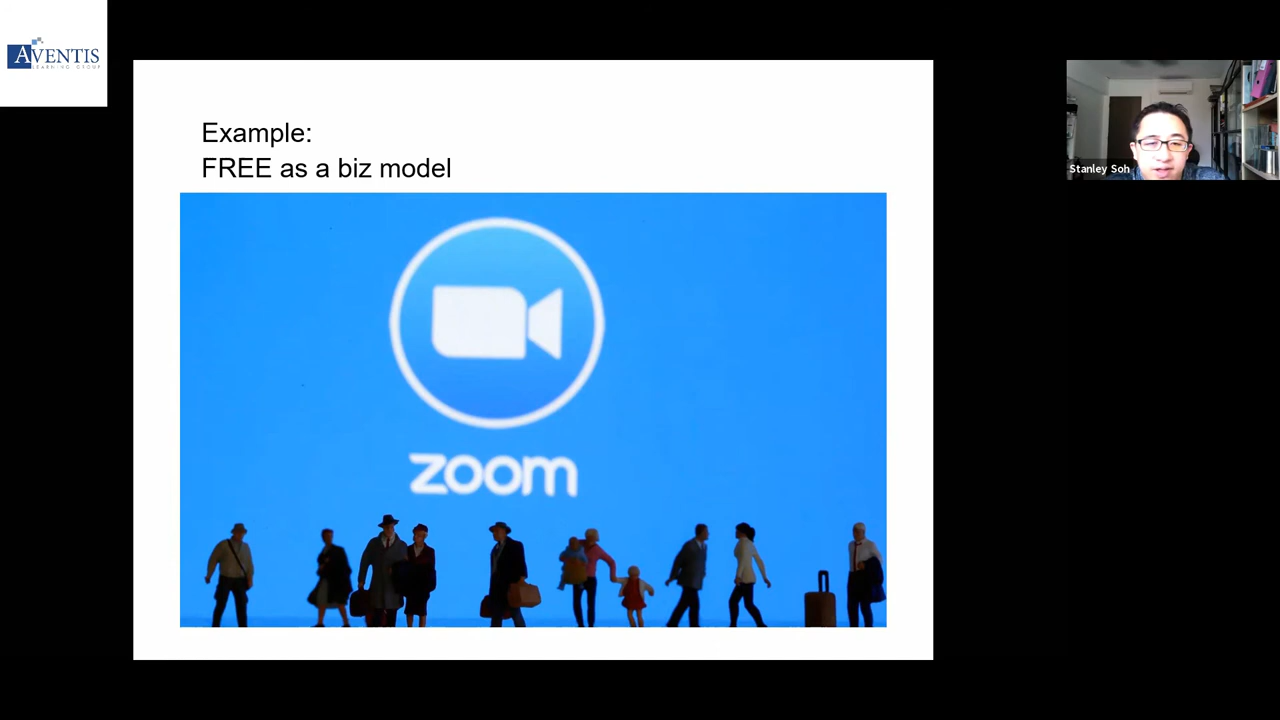 AVENTIS
LEARNING GROUP
Example:
FREE as a biz model
zoom
Stanley Soh